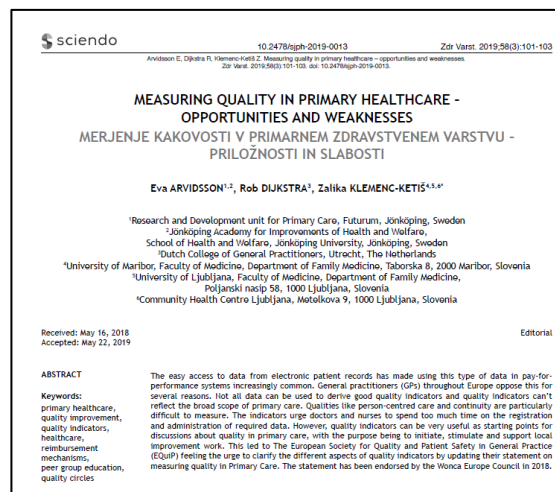 sciendo
10.2478/sjph-2019-0013
Zdr Varst. 2019;58(3):101-103
Arvidsson E, Dijkstra R, Klemenc-Ketiš Z. Measuring quality in primary healthcare – opportunities and weaknesses.
Zdr Varst. 2019;58(3):101-103. doi: 10.2478/sjph-2019-0013.
MEASURING QUALITY IN PRIMARY HEALTHCARE –
OPPORTUNITIES AND WEAKNESSES
MERJENJE KAKOVOSTI V PRIMARNEM ZDRAVSTVENEM VARSTVU –
PRILOŽNOSTI IN SLABOSTI
Eva ARVIDSSON1,2, Rob DIJKSTRA3, Zalika KLEMENC-KETIŠ4,5,6*
1Research and Development unit for Primary Care, Futurum, Jönköping, Sweden
2Jönköping Academy for Improvements of Health and Welfare,
School of Health and Welfare, Jönköping University, Jönköping, Sweden
3Dutch College of General Practitioners, Utrecht, The Netherlands
4University of Maribor, Faculty of Medicine, Department of Family Medicine, Taborska 8, 2000 Maribor, Slovenia
5University of Ljubljana, Faculty of Medicine, Department of Family Medicine,
Poljanski nasip 58, 1000 Ljubljana, Slovenia
6Community Health Centre Ljubljana, Metelkova 9, 1000 Ljubljana, Slovenia
Received: May 16, 2018
Accepted: May 22, 2019
Editorial
ABSTRACT
Keywords:
primary healthcare,
quality improvement,
quality indicators,
healthcare,
reimbursement
mechanisms,
peer group education,
quality circles
The easy access to data from electronic patient records has made using this type of data in pay-for-
performance systems increasingly common. General practitioners (GPs) throughout Europe oppose this for
several reasons. Not all data can be used to derive good quality indicators and quality indicators can't
reflect the broad scope of primary care. Qualities like person-centred care and continuity are particularly
difficult to measure. The indicators urge doctors and nurses to spend too much time on the registration
and administration of required data. However, quality indicators can be very useful as starting points for
discussions about quality in primary care, with the purpose being to initiate, stimulate and support local
improvement work. This led to The European Society for Quality and Patient Safety in General Practice
(EQuiP) feeling the urge to clarify the different aspects of quality indicators by updating their statement on
measuring quality in Primary Care. The statement has been endorsed by the Wonca Europe Council in 2018.